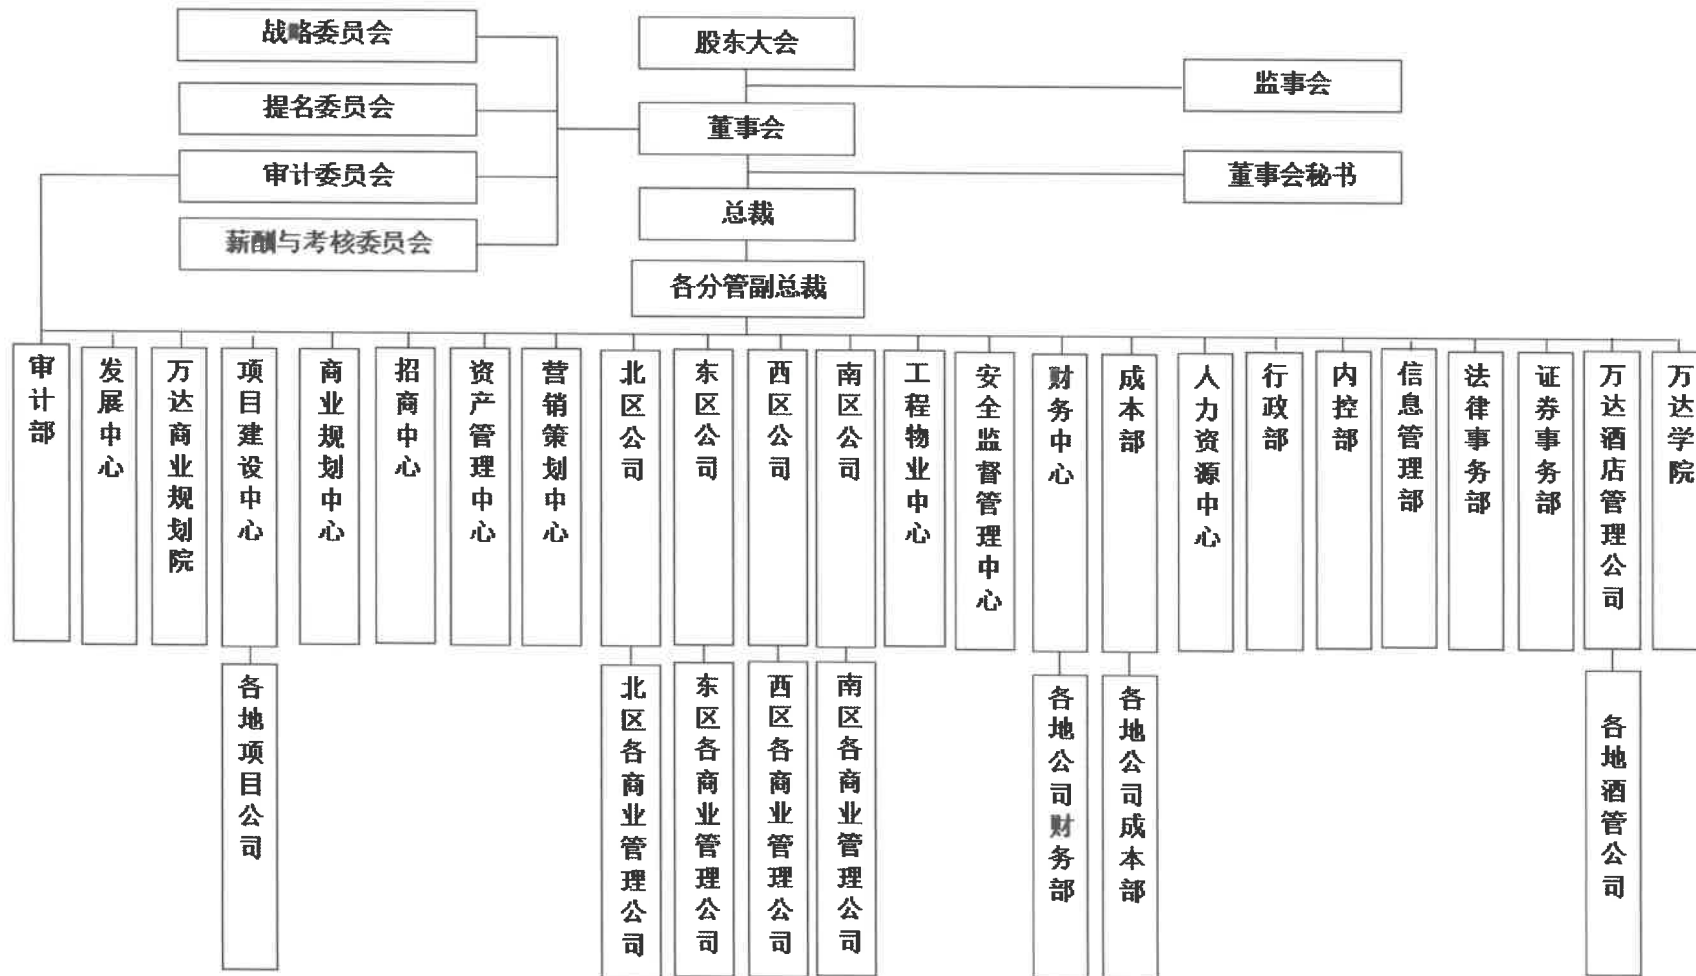 战略委员会
股东大会
监事会
提名委员会
董事会
审计委员会
董事会秘书
总裁
薪酬与考核委员会
各分管副总裁
审计部
发展中心
万达商业规划院
项目建设中心
商业规划中心
招商中心
资产管理中心
营销策划中心
北区公司
东区公司
西区公司
南区公司
工程物业中心
安全监督管理中心
财务中心
成本部
人力资源中心
行政部
内控部
信息管理部
法律事务部
证券事务部
万达酒店管理公司
万达学院
各地项目公司
北区各商业管理公司
东区各商业管理公司
西区各商业管理公司
南区各商业管理公司
各地公司财务部
各地公司成本部
各地酒管公司